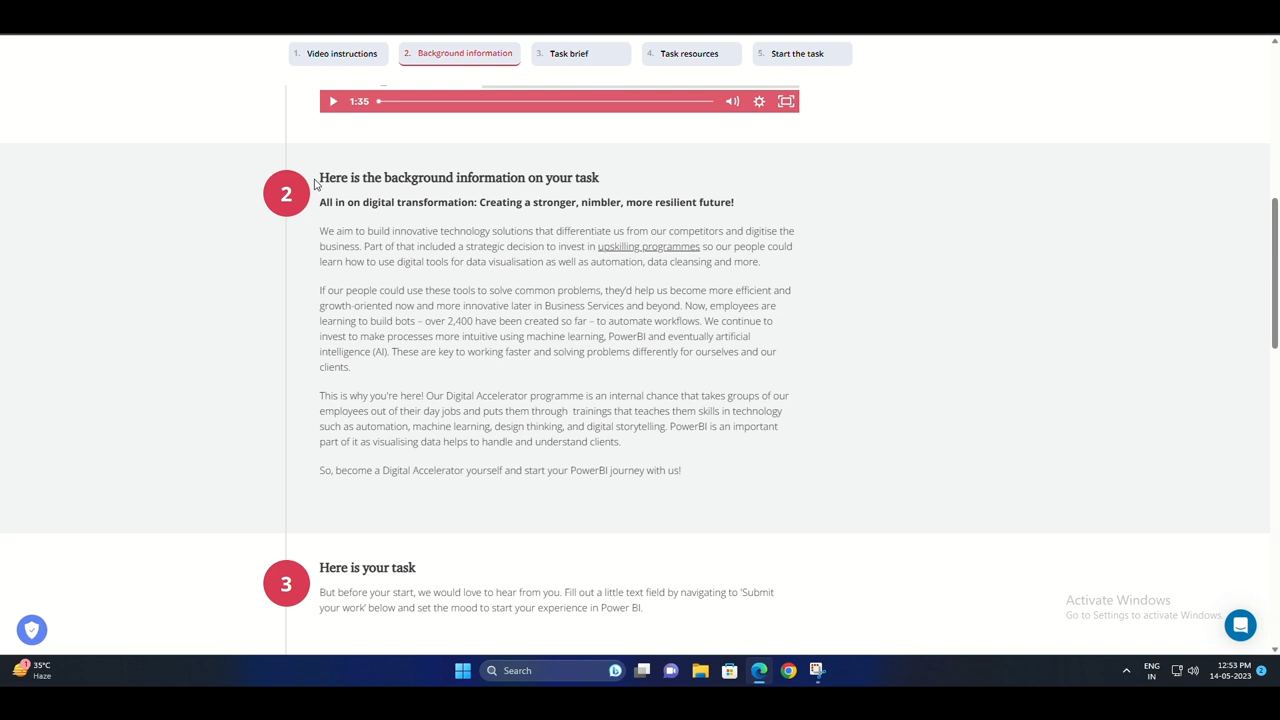 1. Video instructions
2. Background information
3. Task brief
4. Task resources
5. Start the task
1:35
2
Here is the background information on your task
All in on digital transformation: Creating a stronger, nimbler, more resilient future!
We aim to build innovative technology solutions that differentiate us from our competitors and digitise the
business. Part of that included a strategic decision to invest in upskilling programmes so our people could
learn how to use digital tools for data visualisation as well as automation, data cleansing and more.
If our people could use these tools to solve common problems, they'd help us become more efficient and
growth-oriented now and more innovative later in Business Services and beyond. Now, employees are
learning to build bots – over 2,400 have been created so far – to automate workflows. We continue to
invest to make processes more intuitive using machine learning, PowerBI and eventually artificial
intelligence (AI). These are key to working faster and solving problems differently for ourselves and our
clients.
This is why you're here! Our Digital Accelerator programme is an internal chance that takes groups of our
employees out of their day jobs and puts them through trainings that teaches them skills in technology
such as automation, machine learning, design thinking, and digital storytelling. PowerBI is an important
part of it as visualising data helps to handle and understand clients.
So, become a Digital Accelerator yourself and start your PowerBI journey with us!
3
Here is your task
But before your start, we would love to hear from you. Fill out a little text field by navigating to 'Submit
your work' below and set the mood to start your experience in Power BI.
Activate Windows
Go to Settings to activate Windows.
1
35°C
Haze
Search
ENG
IN
12:53 PM
14-05-2023
2